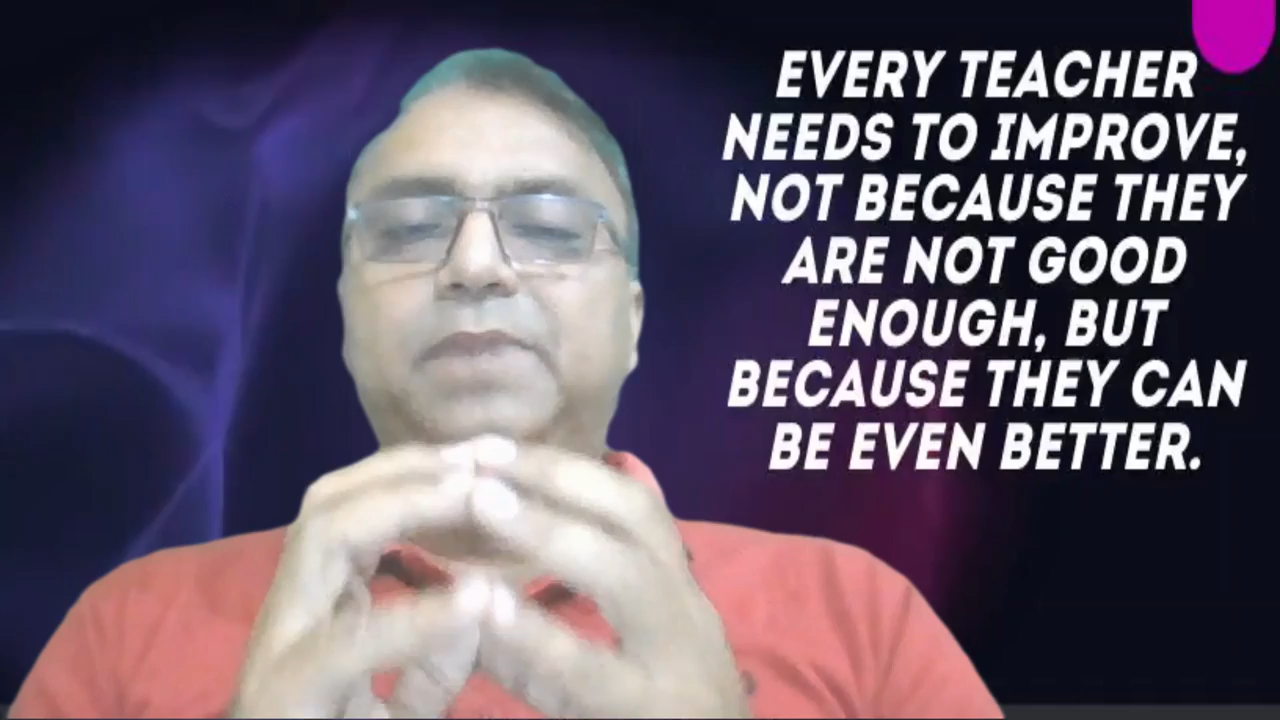 EVERY TEACHER
NEEDS TO IMPROVE,
NOT BECAUSE THEY
ARE NOT GOOD
ENOUGH, BUT
BECAUSE THEY CAN
BE EVEN BETTER.